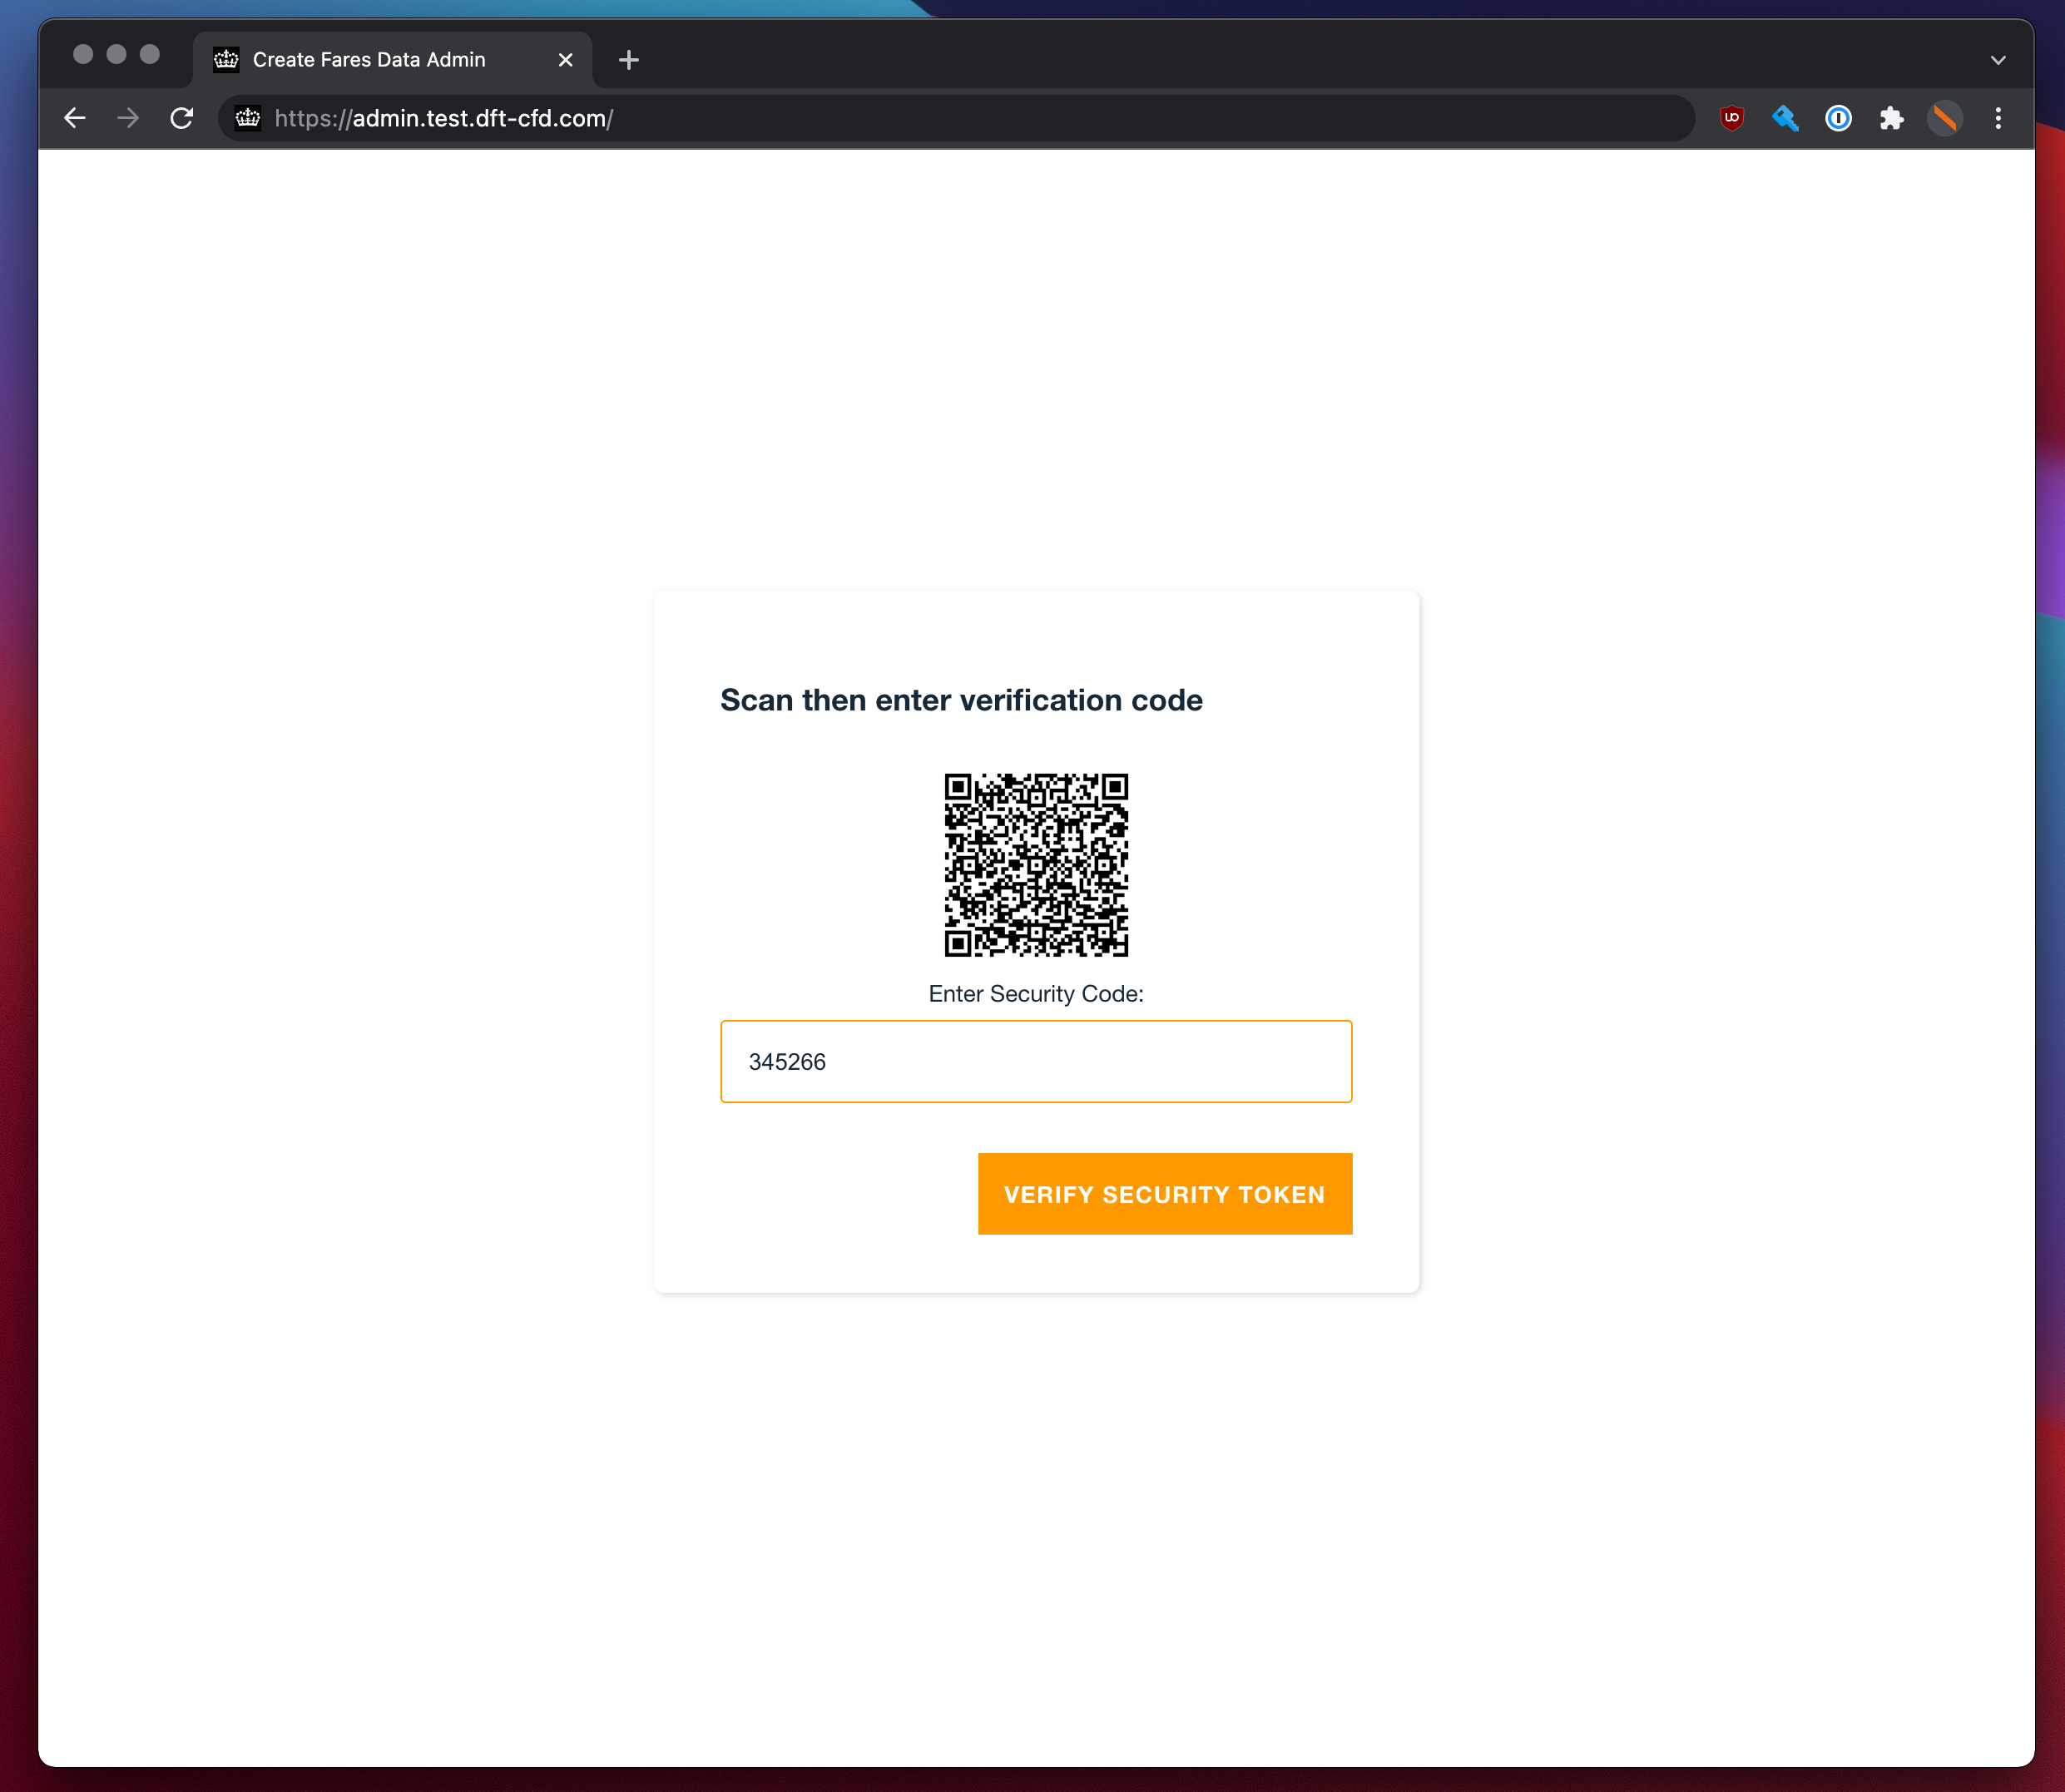 Create Fares Data Admin
https://admin.test.dft-cfd.com/
Scan then enter verification code
Enter Security Code:
345266
VERIFY SECURITY TOKEN